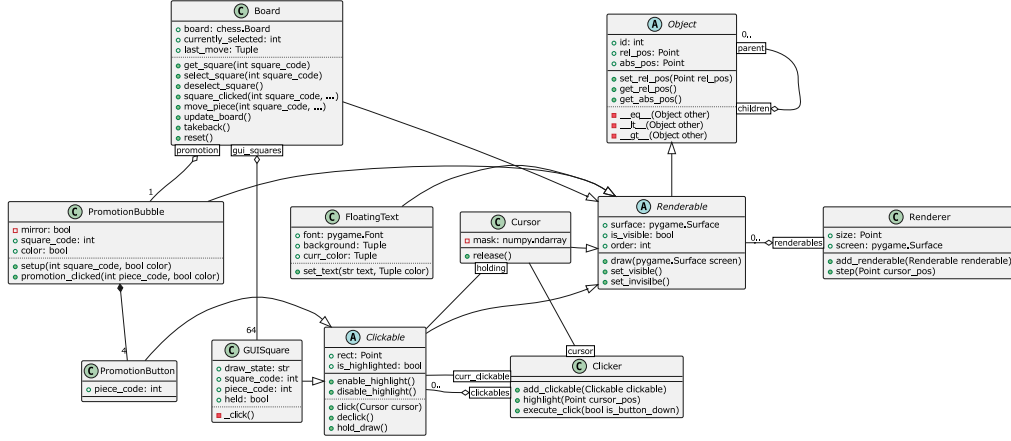 C Board
board: chess.Board
currently_selected: int
last_move: Tuple
get_square(int square_code)
select_square(int square_code)
deselect_square()
square_clicked(int square_code, ...)
move_piece(int square_code, ...)
update_board()
takeback()
reset()
promotion
gui_squares
A Object
id: int
rel_pos: Point
abs_pos: Point
set_rel_pos(Point rel_pos)
get_rel_pos()
get_abs_pos()
__eq__(Object other)
__lt__(Object other)
__gt__(Object other)
0..
parent
children
1
C PromotionBubble
mirror: bool
square_code: int
color: bool
setup(int square_code, bool color)
promotion_clicked(int piece_code, bool color)
C FloatingText
font: pygame.Font
background: Tuple
curr_color: Tuple
set_text(str text, Tuple color)
C Cursor
mask: numpy.ndarray
release()
holding
A Renderable
surface: pygame.Surface
is_visible: bool
order: int
draw(pygame.Surface screen)
set_visible()
set_invisilbe()
0..
renderables
C Renderer
size: Point
screen: pygame.Surface
add_renderable(Renderable renderable)
step(Point cursor_pos)
4
C PromotionButton
piece_code: int
64
C GUISquare
draw_state: str
square_code: int
piece_code: int
held: bool
_click()
A Clickable
rect: Point
is_highlighted: bool
enable_highlight()
disable_highlight()
click(Cursor cursor)
declick()
hold_draw()
curr_clickable
0..
clickables
cursor
C Clicker
add_clickable(Clickable clickable)
highlight(Point cursor_pos)
execute_click(bool is_button_down)